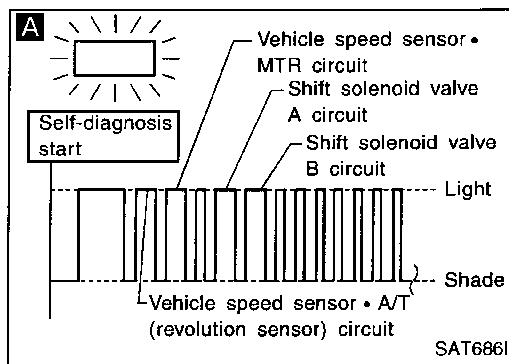 A
Vehicle speed sensor •
MTR circuit
Shift solenoid valve
A circuit
Self-diagnosis
start
Shift solenoid valve
B circuit
Light
Shade
Vehicle speed sensor • A/T
(revolution sensor) circuit
SAT686I